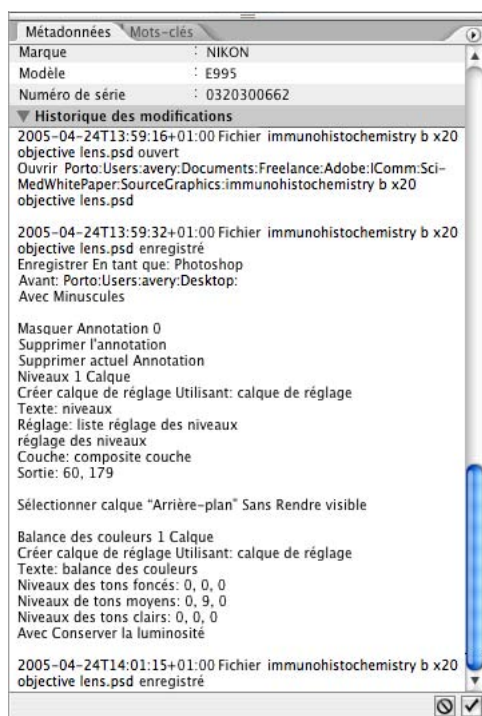 Métadonnées Mots-clés
Marque : NIKON
Modèle : E995
Numéro de série : 0320300662
Historique des modifications
2005-04-24T13:59:16+01:00 Fichier immunohistochemistry b x20
objective lens.psd ouvert
Ouvrir Porto:Users:avery:Documents:Freelance:Adobe:IComm:Sci-
MedWhitePaper:SourceGraphics:immunohistochemistry b x20
objective lens.psd
2005-04-24T13:59:32+01:00 Fichier immunohistochemistry b x20
objective lens.psd enregistré
Enregistrer En tant que: Photoshop
Avant: Porto:Users:avery:Desktop:
Avec Minuscules
Masquer Annotation 0
Supprimer l'annotation
Supprimer actuel Annotation
Niveaux 1 Calque
Créer calque de réglage Utilisant: calque de réglage
Texte: niveaux
Réglage: liste réglage des niveaux
réglage des niveaux
Couche: composite couche
Sortie: 60, 179
Sélectionner calque “Arrière-plan” Sans Rendre visible
Balance des couleurs 1 Calque
Créer calque de réglage Utilisant: calque de réglage
Texte: balance des couleurs
Niveaux des tons foncés: 0, 0, 0
Niveaux de tons moyens: 0, 9, 0
Niveaux des tons clairs: 0, 0, 0
Avec Conserver la luminosité
2005-04-24T14:01:15+01:00 Fichier immunohistochemistry b x20
objective lens.psd enregistré